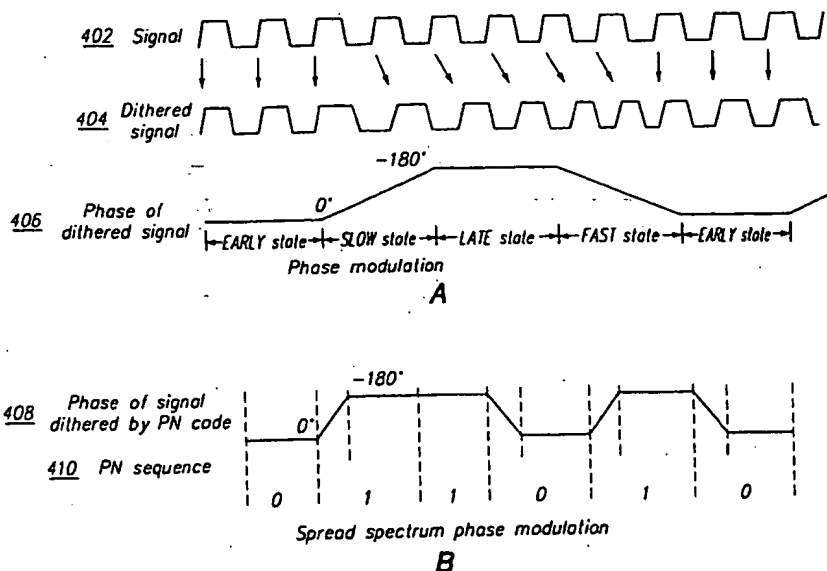 402 Signal
404 Dithered
signal
-180°
0°
406 Phase of
dithered signal
EARLY state SLOW state LATE state FAST state EARLY state
Phase modulation
A
-180°
408 Phase of signal
dithered by PN code
0°
410 PN sequence
0 1 1 0 1 0
Spread spectrum phase modulation
B